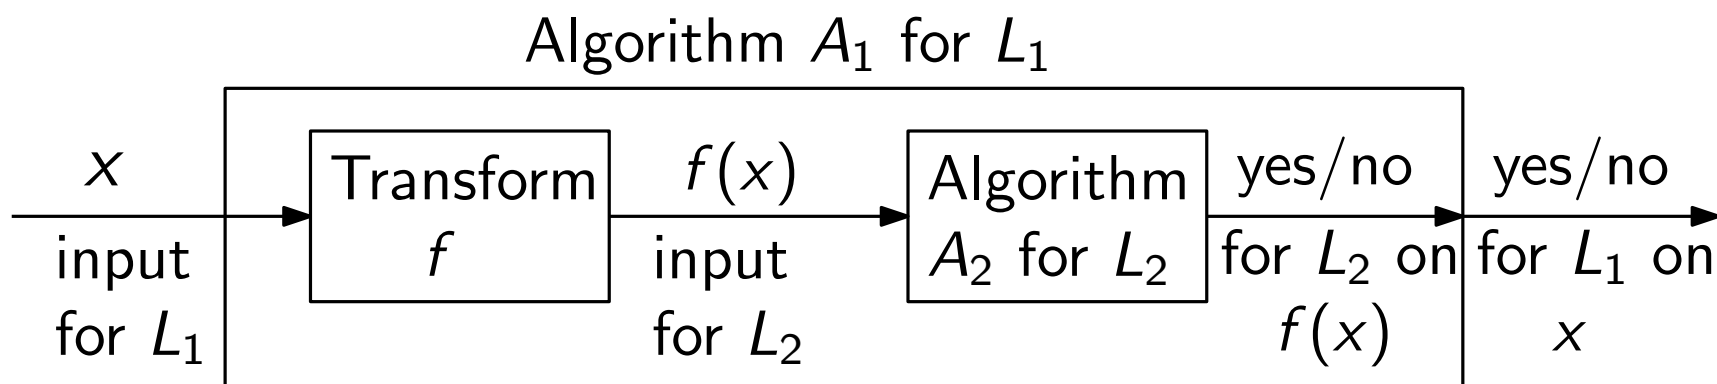 Algorithm A₁ for L₁
x
input
for L₁
Transform
f
f(x)
input
for L₂
Algorithm
A₂ for L₂
yes/no
for L₂ on
f(x)
yes/no
for L₁ on
x